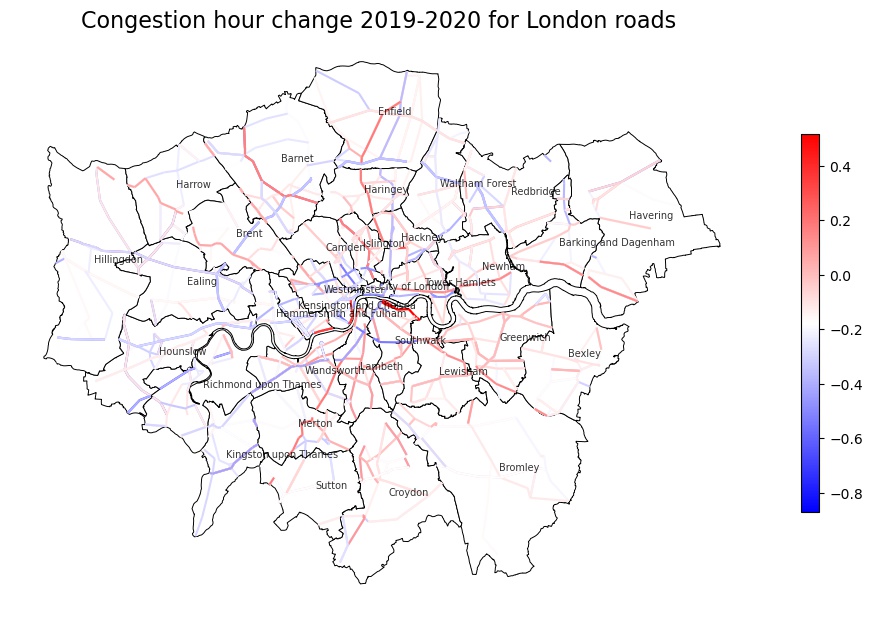 Congestion hour change 2019-2020 for London roads
Enfield
Barnet
Harrow
Haringey
Waltham Forest
Redbridge
Havering
Brent
Hackney
Camden
Islington
Barking and Dagenham
Hillingdon
Newham
Ealing
Westminster
City of London
Tower Hamlets
Kensington and Chelsea
Hammersmith and Fulham
Southwark
Greenwich
Hounslow
Bexley
Wandsworth
Lambeth
Lewisham
Richmond upon Thames
Merton
Kingston upon Thames
Bromley
Sutton
Croydon
0.4
0.2
0.0
−0.2
−0.4
−0.6
−0.8